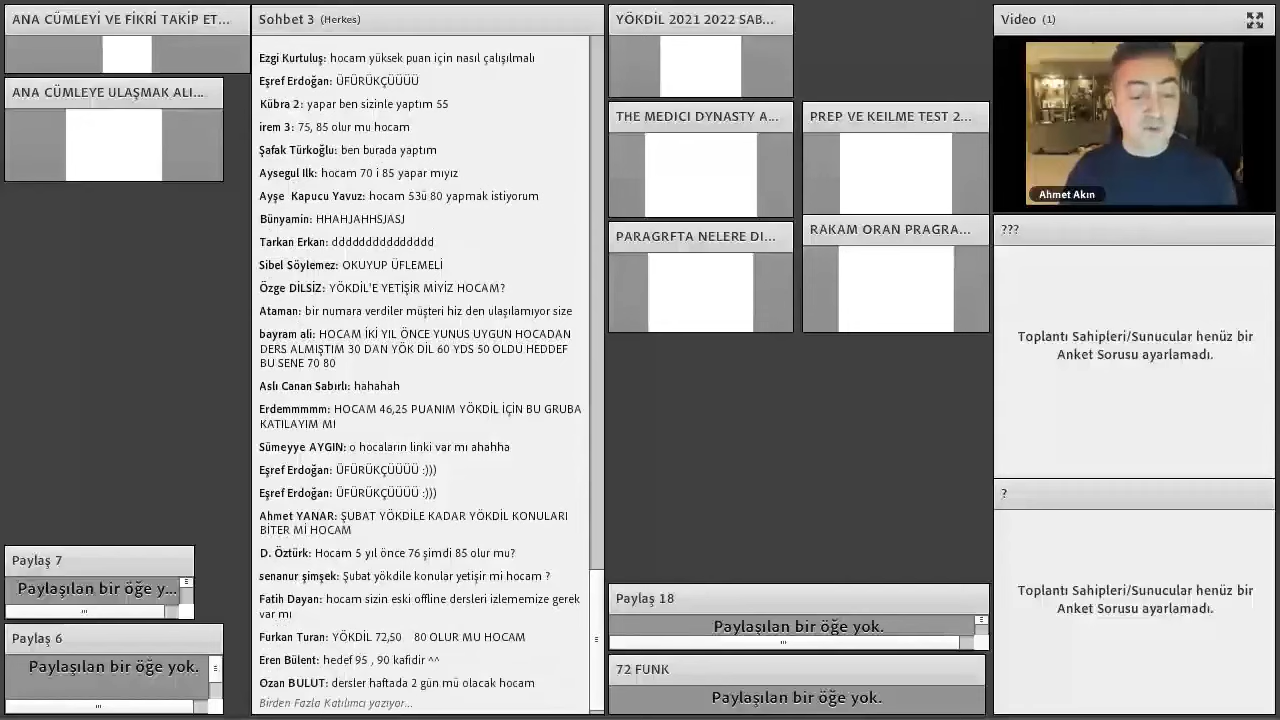 ANA CÜMLEYİ VE FİKRİ TAKİP ET...
ANA CÜMLEYE ULAŞMAK ALI...
Paylaş 7
Paylaşılan bir öğe y...
Paylaş 6
Paylaşılan bir öğe yok.
Sohbet 3 (Herkes)
Ezgi Kurtuluş: hocam yüksek puan için nasıl çalışılmalı
Eşref Erdoğan: ÜFÜRÜKÇÜÜÜÜ
Kübra 2: yapar ben sizinle yaptım 55
irem 3: 75, 85 olur mu hocam
Şafak Türkoğlu: ben burada yaptım
Aysegul Ilk: hocam 70 i 85 yapar mıyız
Ayşe Kapucu Yavuz: hocam 53ü 80 yapmak istiyorum
Bünyamin: HHAHJAHHSJASJ
Tarkan Erkan: ddddddddddddddd
Sibel Söylemez: OKUYUP ÜFLEMELİ
Özge DİLSİZ: YÖKDİL'E YETİŞİR MİYİZ HOCAM?
Ataman: bir numara verdiler müşteri hiz den ulaşılamıyor size
bayram ali: HOCAM İKİ YIL ÖNCE YUNUS UYGUN HOCADAN
DERS ALMIŞTIM 30 DAN YÖK DİL 60 YDS 50 OLDU HEDDEF
BU SENE 70 80
Aslı Canan Sabırlı: hahahah
Erdemmmmm: HOCAM 46,25 PUANIM YÖKDİL İÇİN BU GRUBA
KATILAYIM MI
Sümeyye AYGIN: o hocaların linki var mı ahahha
Eşref Erdoğan: ÜFÜRÜKÇÜÜÜÜ :)))
Eşref Erdoğan: ÜFÜRÜKÇÜÜÜÜ :)))
Ahmet YANAR: ŞUBAT YÖKDİLE KADAR YÖKDİL KONULARI
BİTER Mİ HOCAM
D. Öztürk: Hocam 5 yıl önce 76 şimdi 85 olur mu?
senanur şimşek: Şubat yökdile konular yetişir mi hocam ?
Fatih Dayan: hocam sizin eski offline dersleri izlememize gerek
var mı
Furkan Turan: YÖKDİL 72,50 80 OLUR MU HOCAM
Eren Bülent: hedef 95 , 90 kafidir ^^
Ozan BULUT: dersler haftada 2 gün mü olacak hocam
Birden Fazla Katılımcı yazıyor...
YÖKDİL 2021 2022 SAB...
THE MEDICI DYNASTY A...
PREP VE KEILME TEST 2...
PARAGRFTA NELERE DI...
RAKAM ORAN PRAGRA...
Paylaş 18
Paylaşılan bir öğe yok.
72 FUNK
Paylaşılan bir öğe yok.
Video (1)
Ahmet Akın
???
Toplantı Sahipleri/Sunucular henüz bir
Anket Sorusu ayarlamadı.
?
Toplantı Sahipleri/Sunucular henüz bir
Anket Sorusu ayarlamadı.